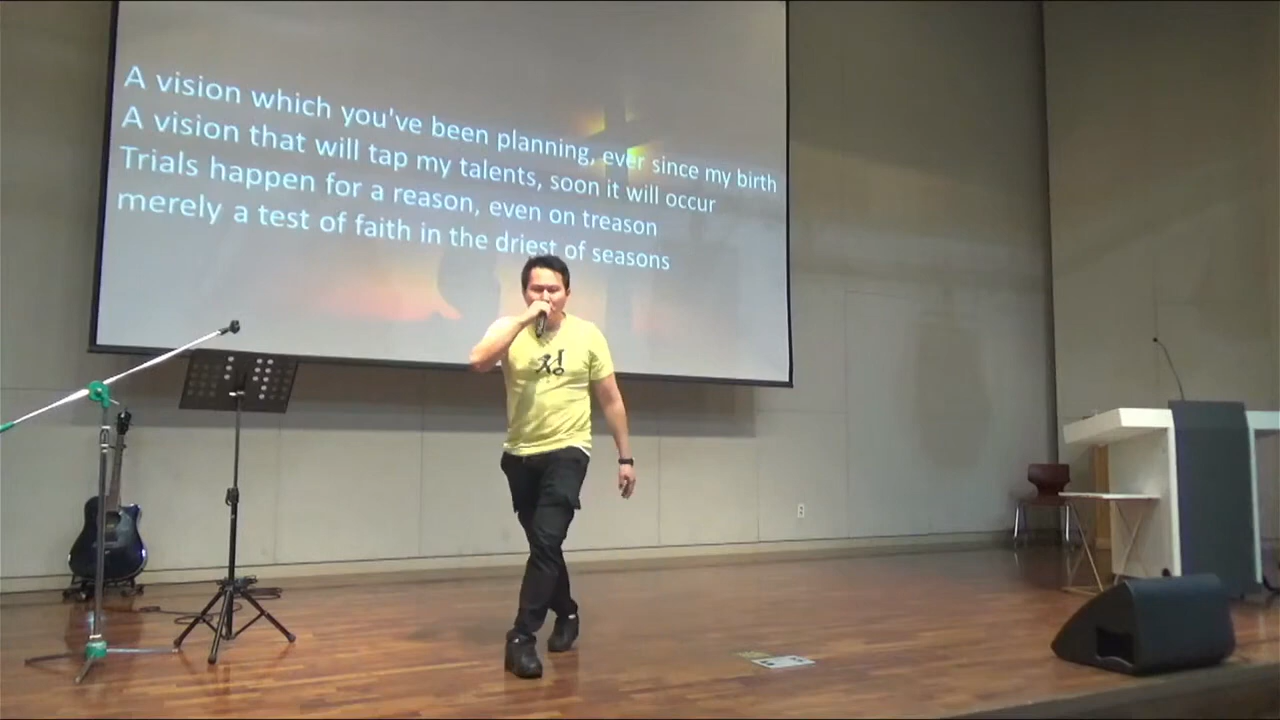 A vision which you've been planning, ever since my birth
A vision that will tap my talents, soon it will occur
Trials happen for a reason, even on treason
merely a test of faith in the driest of seasons
정